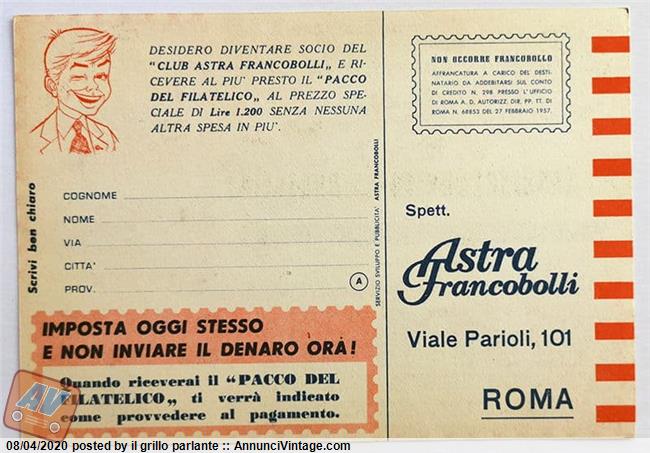 DESIDERO DIVENTARE SOCIO DEL
"CLUB ASTRA FRANCOBOLLI„ E RI-
CEVERE AL PIU' PRESTO IL "PACCO
DEL FILATELICO„ AL PREZZO SPE-
CIALE DI Lire 1.200 SENZA NESSUNA
ALTRA SPESA IN PIU'.
Scrivi ben chiaro
COGNOME
NOME
VIA
CITTA'
PROV.
A
SERVIZIO SVILUPPO E PUBBLICITA' ASTRA FRANCOBOLLI
IMPOSTA OGGI STESSO
E NON INVIARE IL DENARO ORA!
Quando riceverai il "PACCO DEL
FILATELICO„ ti verrà indicato
come provvedere al pagamento.
NON OCCORRE FRANCOBOLLO
AFFRANCATURA A CARICO DEL DESTI-
NATARIO DA ADDEBITARSI SUL CONTO
DI CREDITO N. 298 PRESSO L'UFFICIO
DI ROMA A. D. AUTORIZZ. DIR. PP. TT. DI
ROMA N. 68853 DEL 27 FEBBRAIO 1957.
Spett.
Astra
Francobolli
Viale Parioli, 101
ROMA
AV
08/04/2020 posted by il grillo parlante :: AnnunciVintage.com